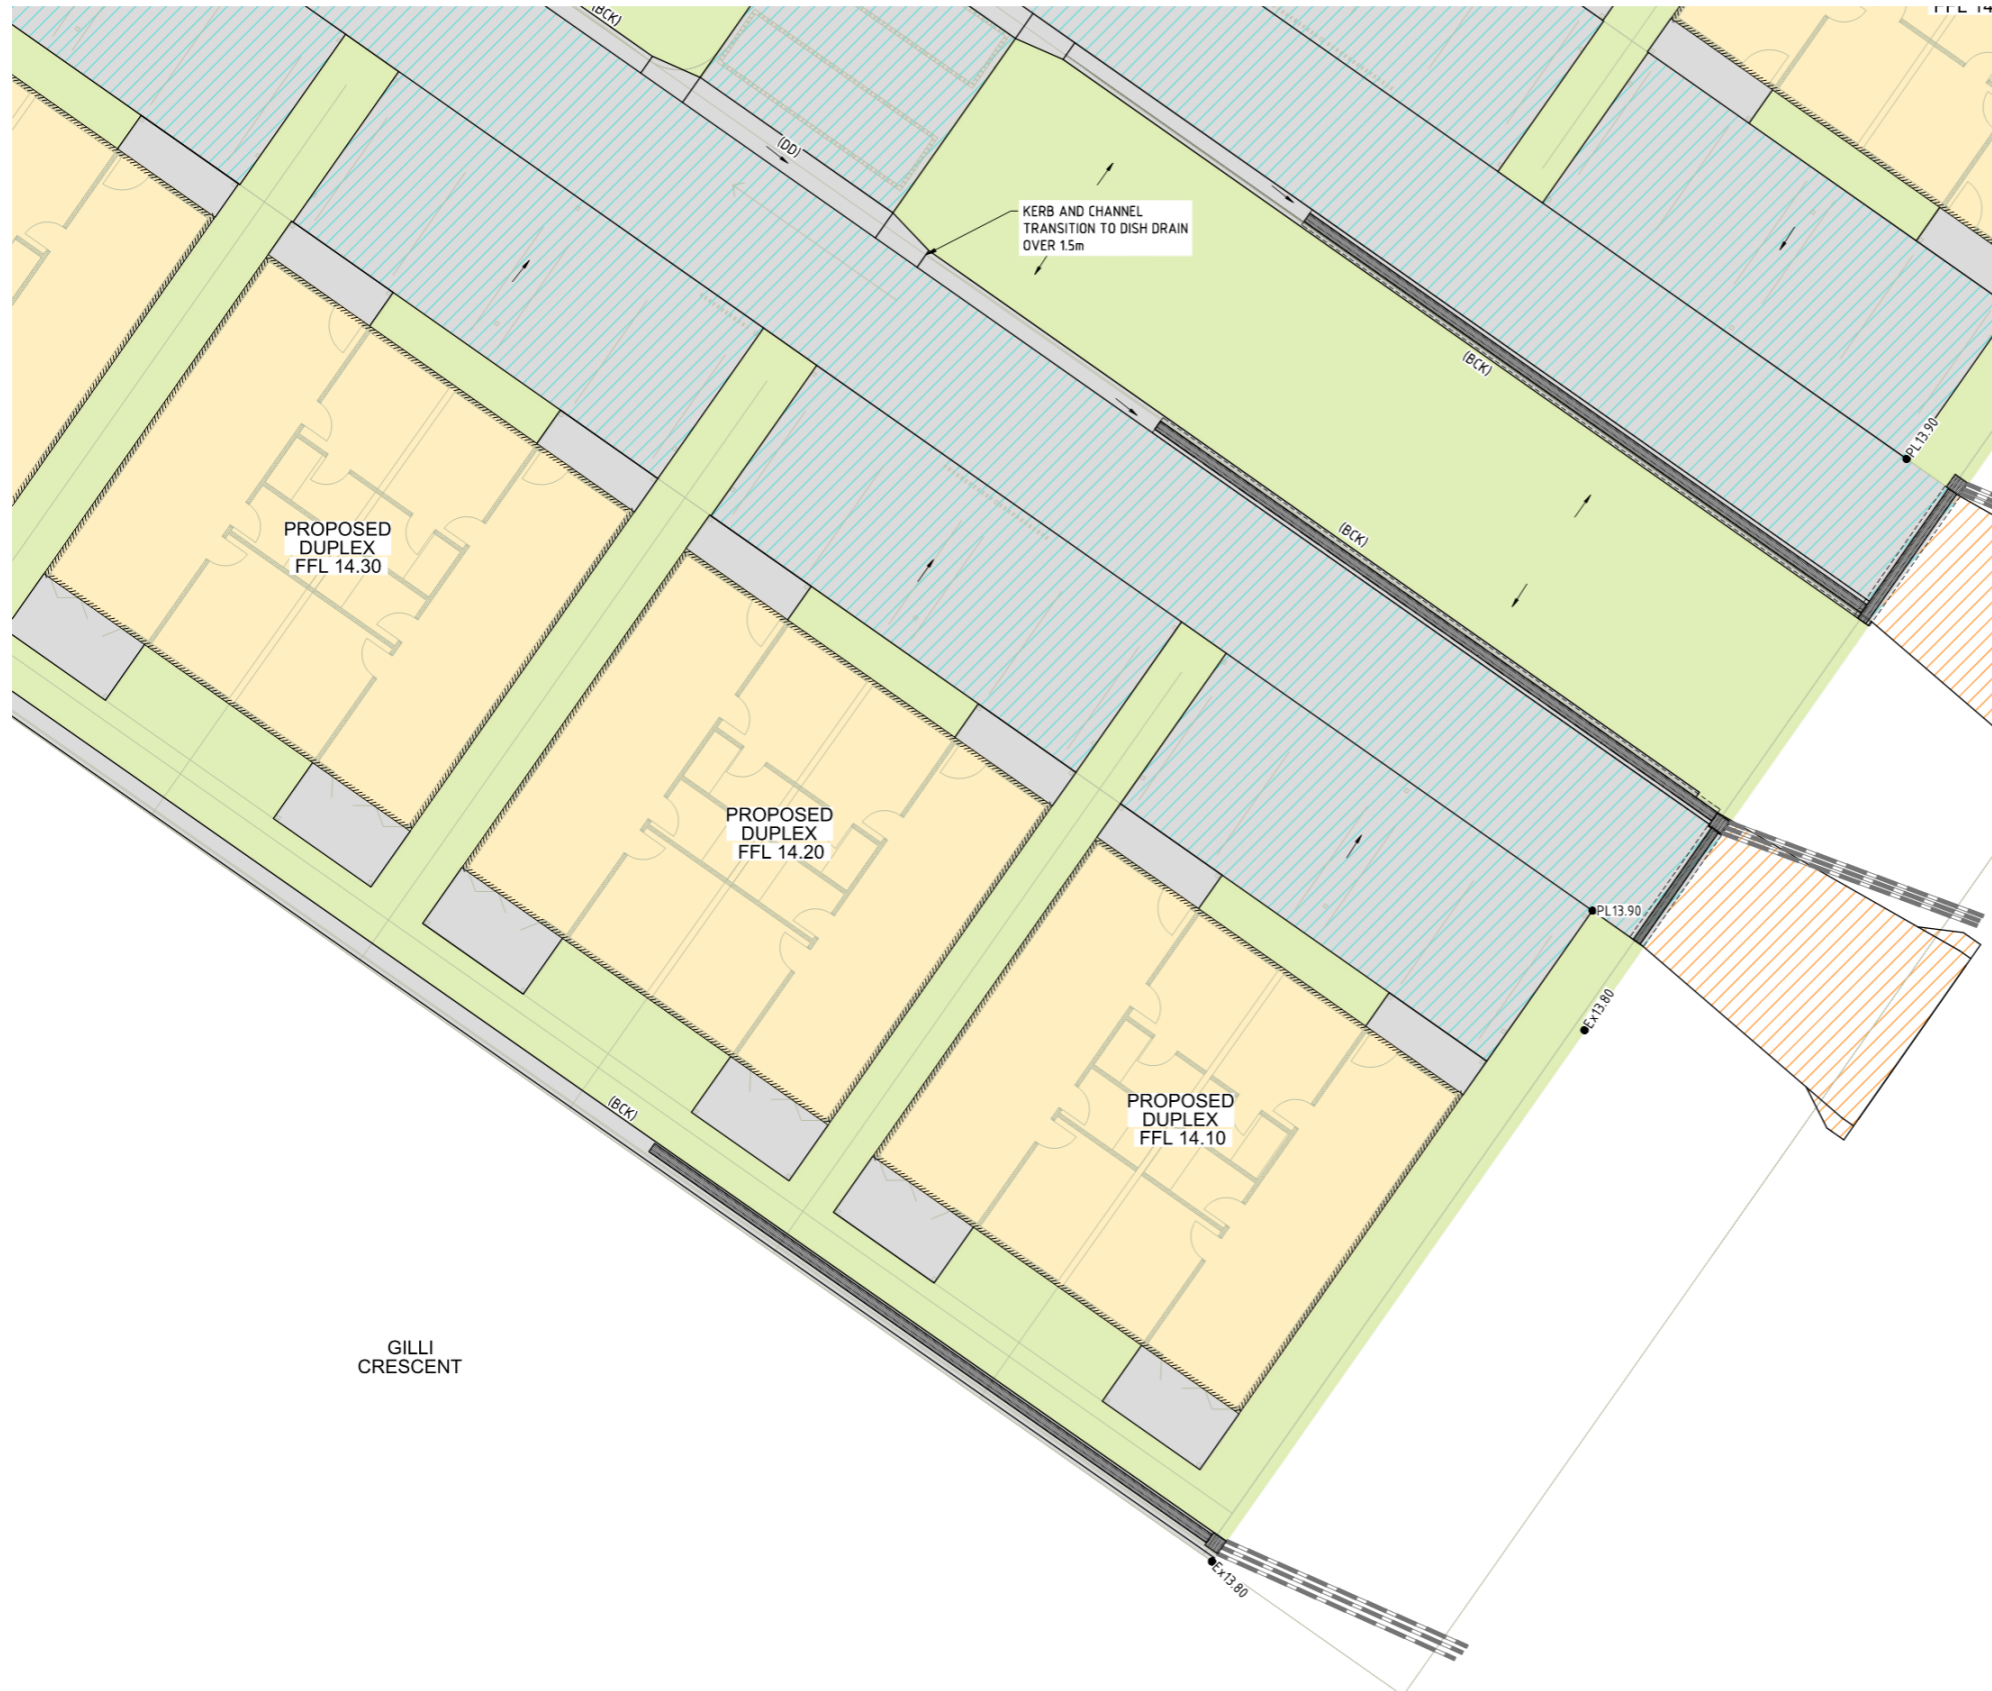 (BCK)
(DD)
KERB AND CHANNEL
TRANSITION TO DISH DRAIN
OVER 1.5m
(BCK)
PL13.90
(BCK)
PROPOSED
DUPLEX
FFL 14.30
PROPOSED
DUPLEX
FFL 14.20
PL13.90
Ex13.80
PROPOSED
DUPLEX
FFL 14.10
(BCK)
GILLI
CRESCENT
Ex13.80